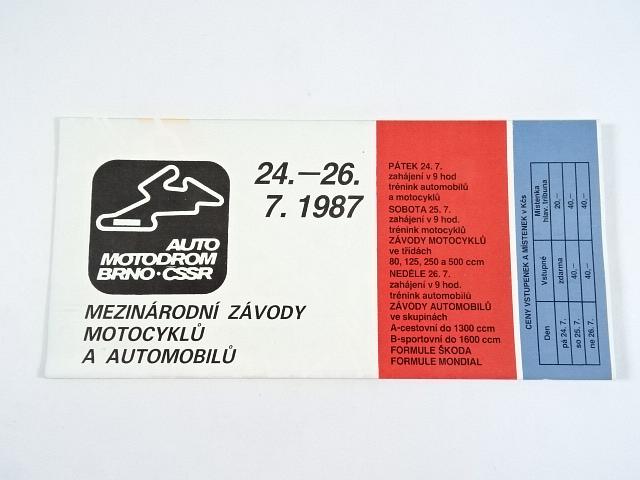 AUTO
MOTODROM
BRNO·ČSSR
24.—26.
7. 1987
MEZINÁRODNÍ ZÁVODY
MOTOCYKLŮ
A AUTOMOBILŮ
PÁTEK 24. 7.
zahájení v 9 hod
trénink automobilů
a motocyklů
SOBOTA 25. 7.
zahájení v 9 hod.
trénink motocyklů
ZÁVODY MOTOCYKLŮ
ve třídách
80, 125, 250 a 500 ccm
NEDĚLE 26. 7.
zahájení v 9 hod.
trénink automobilů
ZÁVODY AUTOMOBILŮ
ve skupinách
A-cestovní do 1300 ccm
B-sportovní do 1600 ccm
FORMULE ŠKODA
FORMULE MONDIAL
CENY VSTUPENEK A MÍSTENEK v Kčs
Den Vstupné Místenka
hlav. tribuna
pá 24. 7. zdarma 20,–
so 25. 7. 40,– 40,–
ne 26. 7. 40,– 40,–